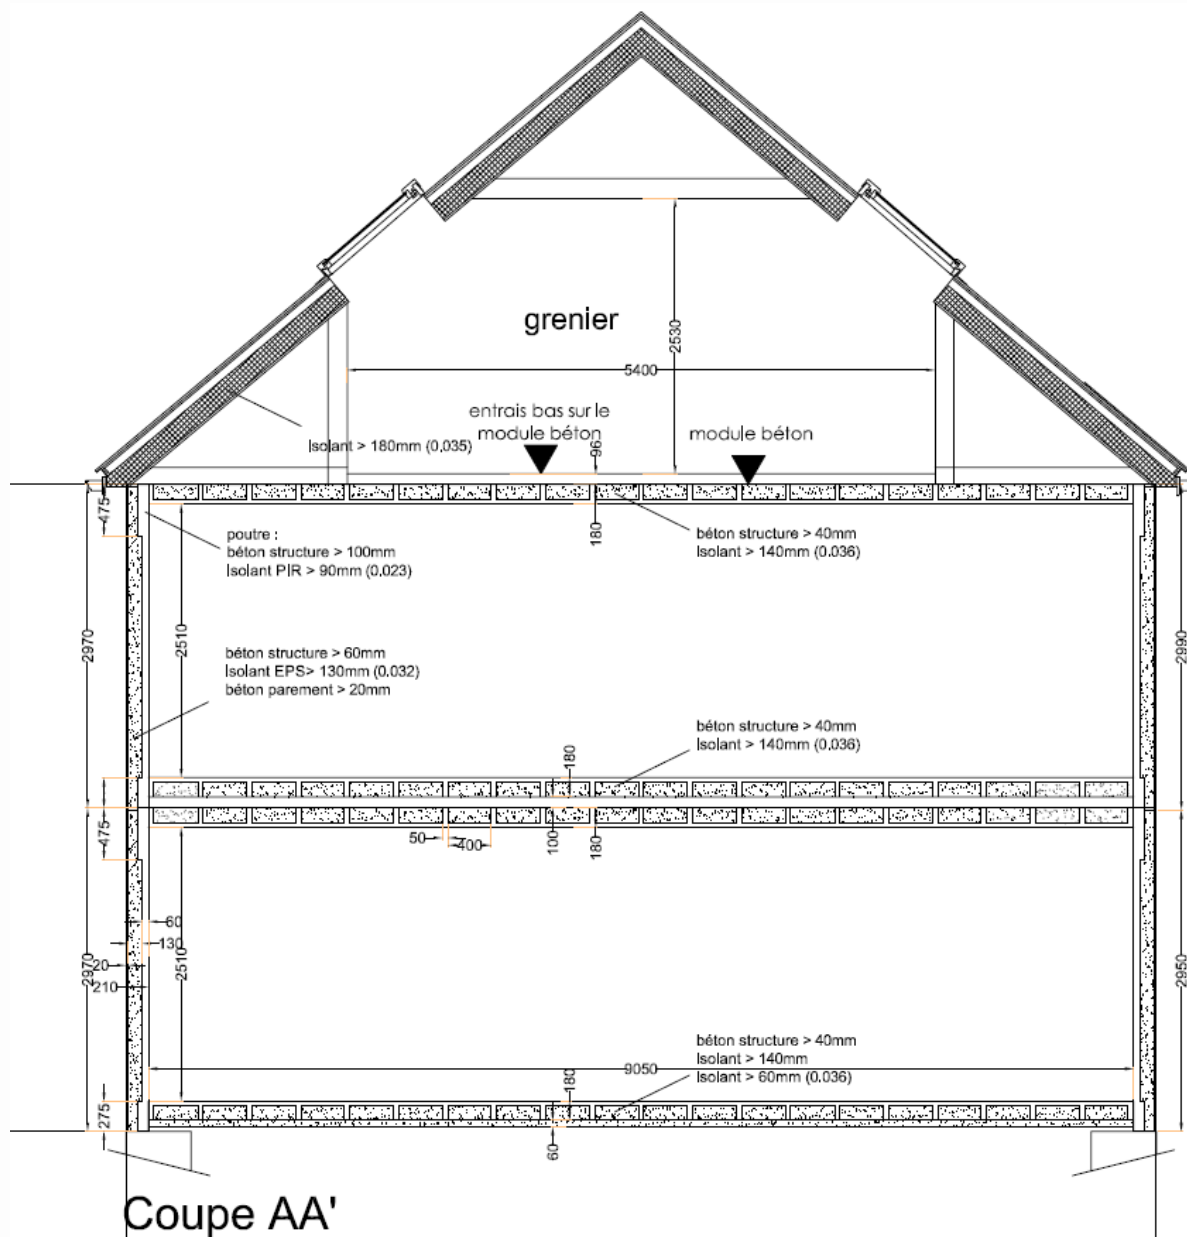 2530
grenier
5400
entrais bas sur le
module béton
module béton
96
Isolant > 180mm (0,035)
475
180
poutre :
béton structure > 100mm
Isolant PIR > 90mm (0.023)
béton structure > 40mm
Isolant > 140mm (0.036)
2970
2510
2990
béton structure > 60mm
Isolant EPS> 130mm (0.032)
béton parement > 20mm
béton structure > 40mm
Isolant > 140mm (0.036)
180
475
50
400
100
180
60
130
20
210
2970
2510
2950
béton structure > 40mm
Isolant > 140mm
Isolant > 60mm (0.036)
9050
180
275
60
Coupe AA'